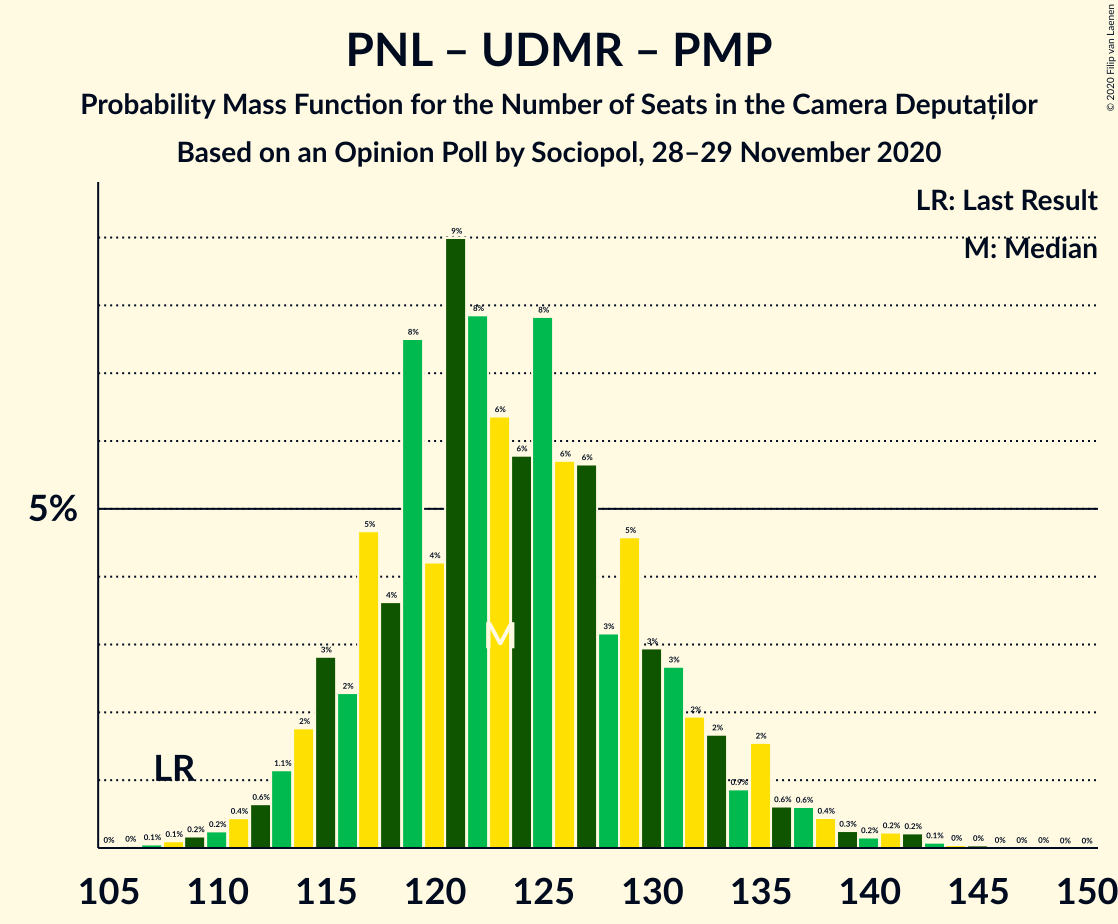 PNL – UDMR – PMP
Probability Mass Function for the Number of Seats in the Camera Deputaților
Based on an Opinion Poll by Sociopol, 28–29 November 2020
© 2020 Filip van Laenen
LR: Last Result
M: Median
5%
LR
M
0% 0% 0.1% 0.1% 0.2% 0.2% 0.4% 0.6% 1.1% 2% 3% 2% 5% 4% 8% 4% 9% 8% 6% 6% 8% 6% 6% 3% 5% 3% 3% 2% 2% 0.9% 2% 0.6% 0.6% 0.4% 0.3% 0.2% 0.2% 0.2% 0.1% 0% 0% 0% 0% 0% 0% 0%
105 110 115 120 125 130 135 140 145 150